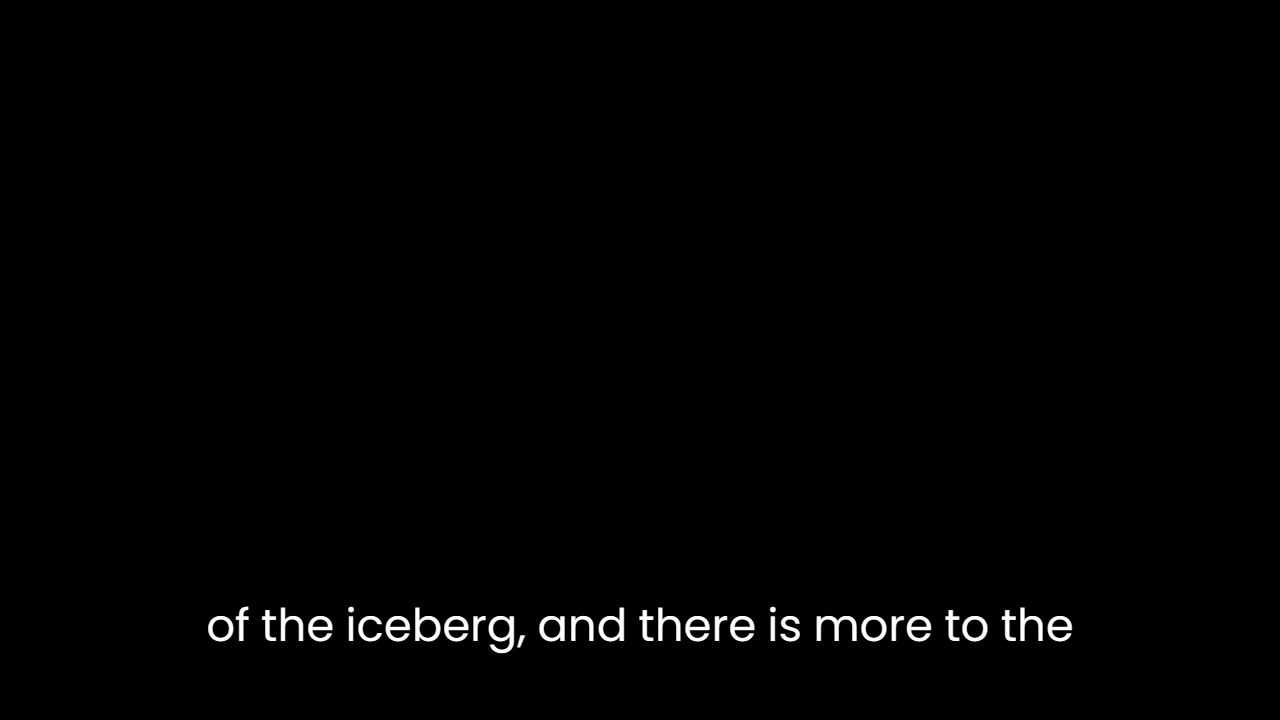 of the iceberg, and there is more to the